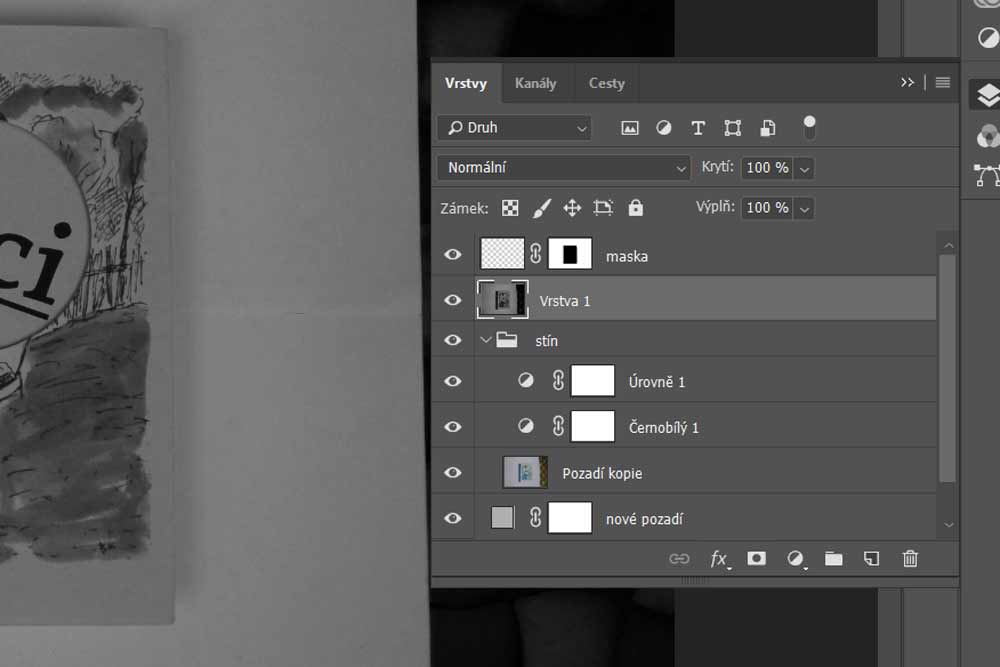 Vrstvy Kanály Cesty
Druh
Normální Krytí: 100 %
Zámek: Výplň: 100 %
maska
Vrstva 1
stín
Úrovně 1
Černobílý 1
Pozadí kopie
nové pozadí
fx
ci